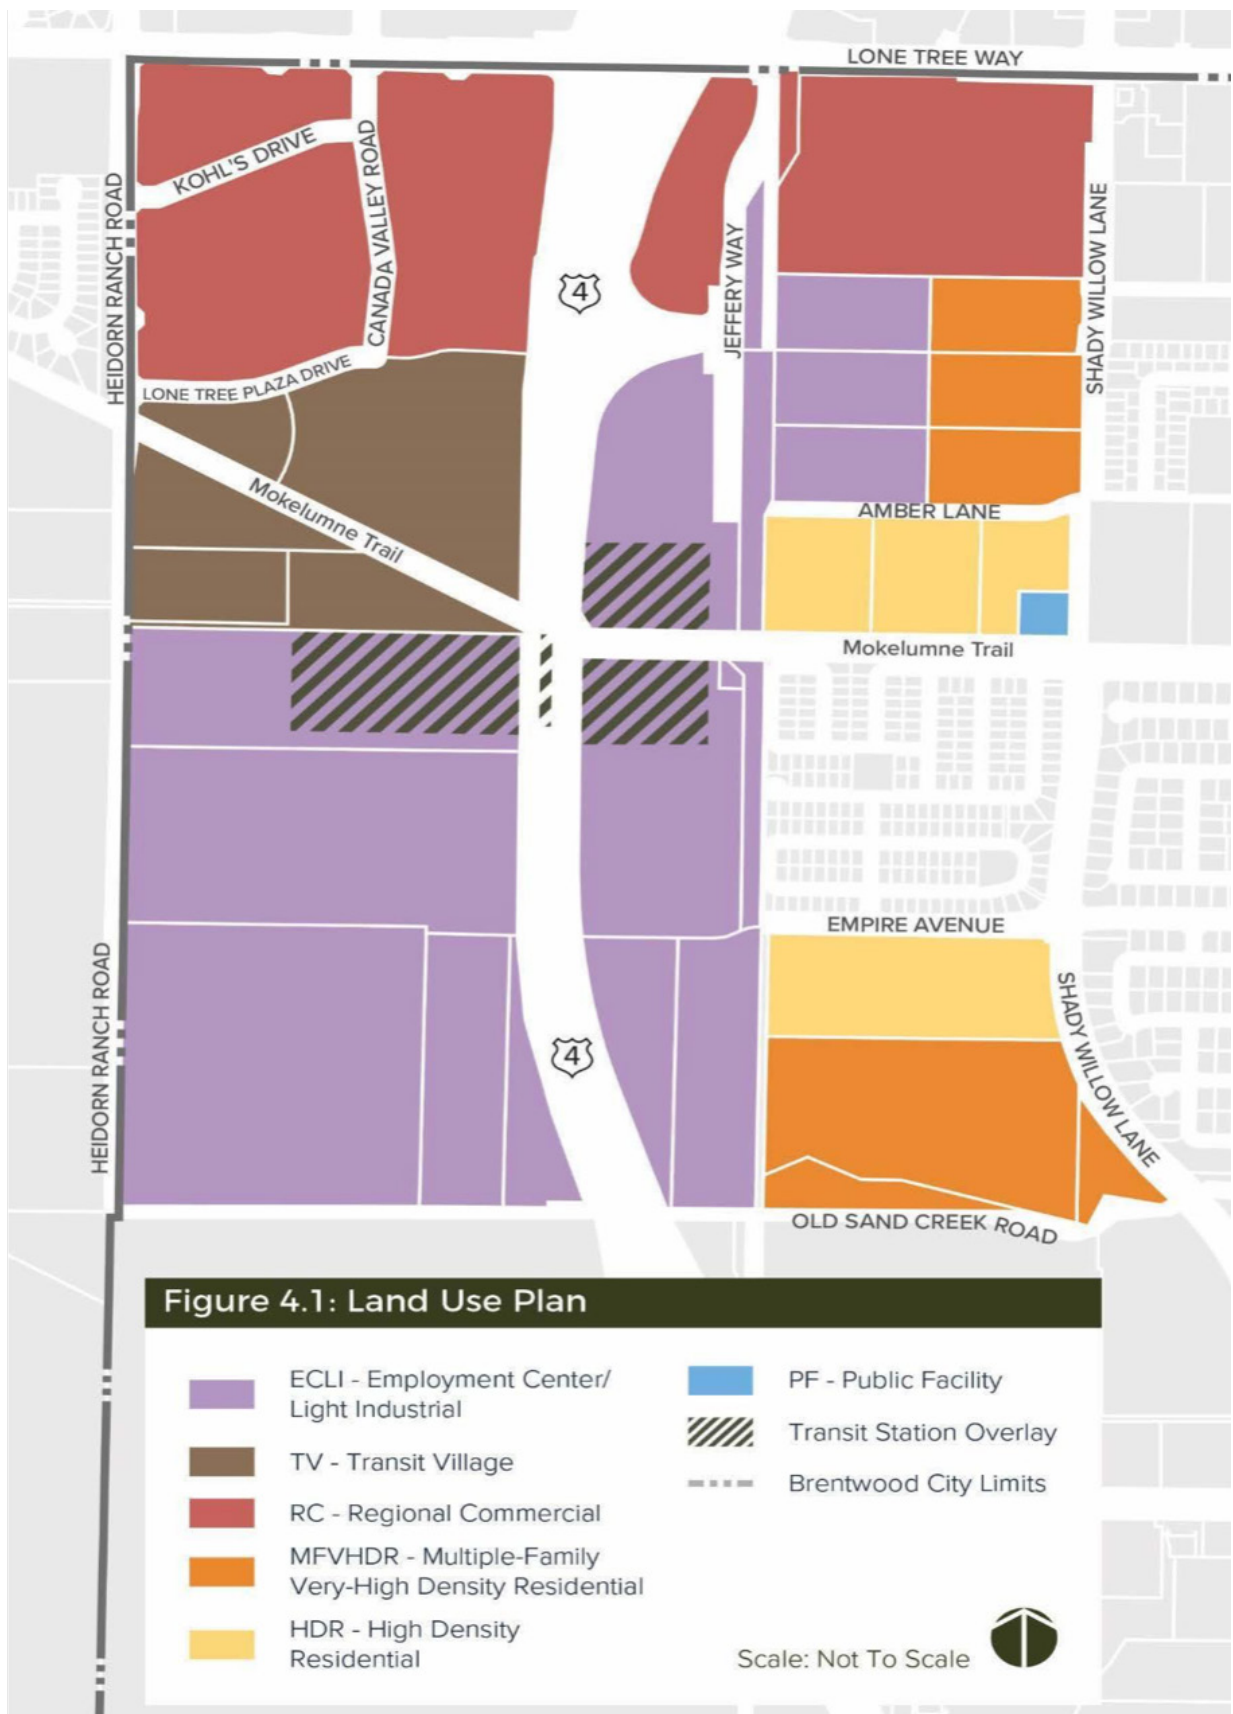 LONE TREE WAY
KOHL'S DRIVE
CANADA VALLEY ROAD
HEIDORN RANCH ROAD
JEFFERY WAY
SHADY WILLOW LANE
4
LONE TREE PLAZA DRIVE
Mokelumne Trail
AMBER LANE
Mokelumne Trail
EMPIRE AVENUE
HEIDORN RANCH ROAD
SHADY WILLOW LANE
4
OLD SAND CREEK ROAD
Figure 4.1: Land Use Plan
ECLI - Employment Center/
Light Industrial
TV - Transit Village
RC - Regional Commercial
MFVHDR - Multiple-Family
Very-High Density Residential
HDR - High Density
Residential
PF - Public Facility
Transit Station Overlay
Brentwood City Limits
Scale: Not To Scale